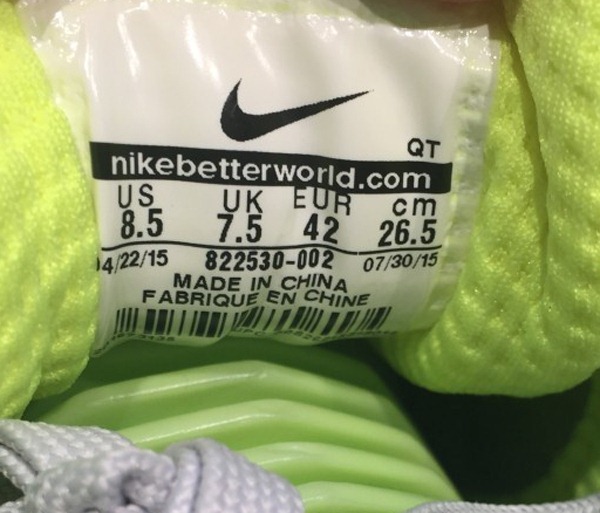 QT
nikebetterworld.com
US UK EUR cm
8.5 7.5 42 26.5
04/22/15 822530-002 07/30/15
MADE IN CHINA
FABRIQUE EN CHINE